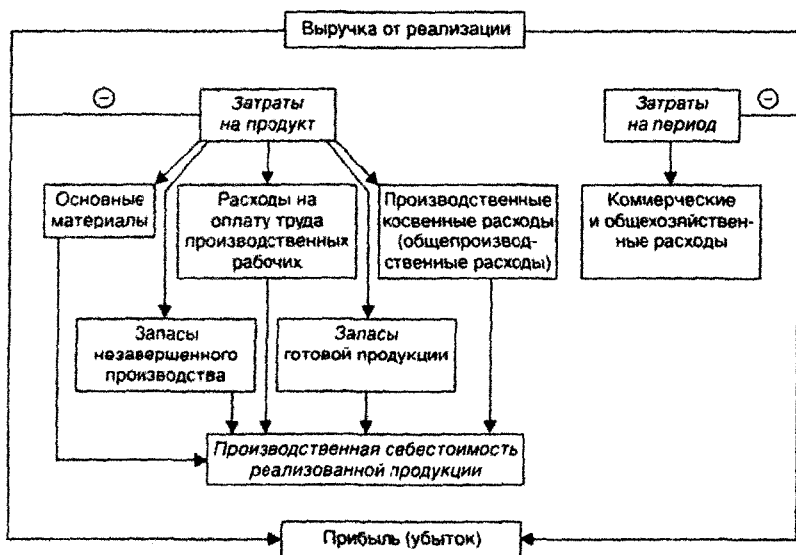 Выручка от реализации
⊖
Затраты
на продукт
Затраты
на период
⊖
Основные
материалы
Расходы на
оплату труда
производственных
рабочих
Производственные
косвенные расходы
(общепроизвод-
ственные расходы)
Коммерческие
и общехозяйствен-
ные расходы
Запасы
незавершенного
производства
Запасы
готовой продукции
Производственная себестоимость
реализованной продукции
Прибыль (убыток)